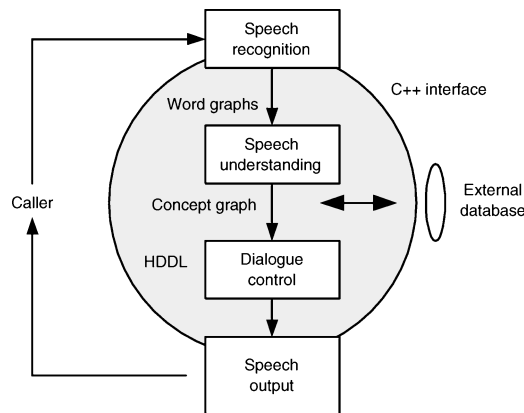 Speech
recognition
C++ interface
Word graphs
Speech
understanding
External
database
Caller
Concept graph
HDDL
Dialogue
control
Speech
output